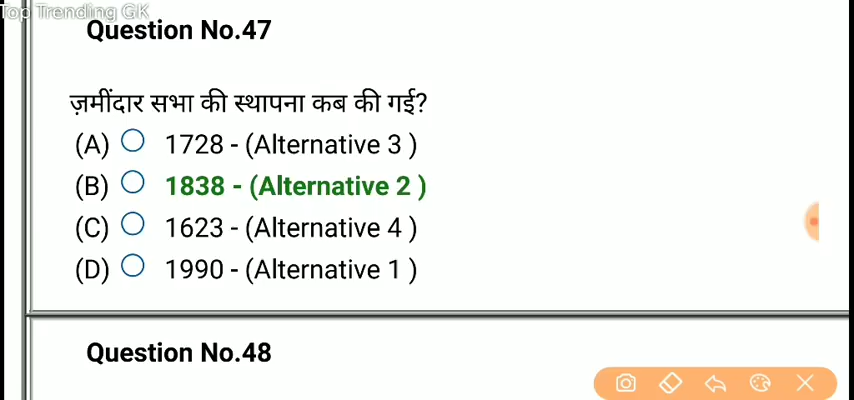 Top Trending GK
Question No.47
ज़मींदार सभा की स्थापना कब की गई?
(A) 1728 - (Alternative 3 )
(B) 1838 - (Alternative 2 )
(C) 1623 - (Alternative 4 )
(D) 1990 - (Alternative 1 )
Question No.48